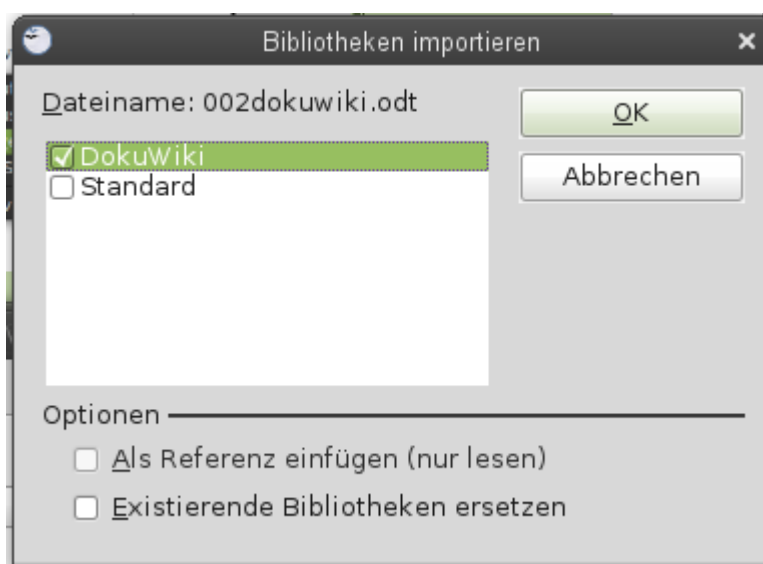 Bibliotheken importieren
Dateiname: 002dokuwiki.odt
OK
DokuWiki
Standard
Abbrechen
Optionen
Als Referenz einfügen (nur lesen)
Existierende Bibliotheken ersetzen